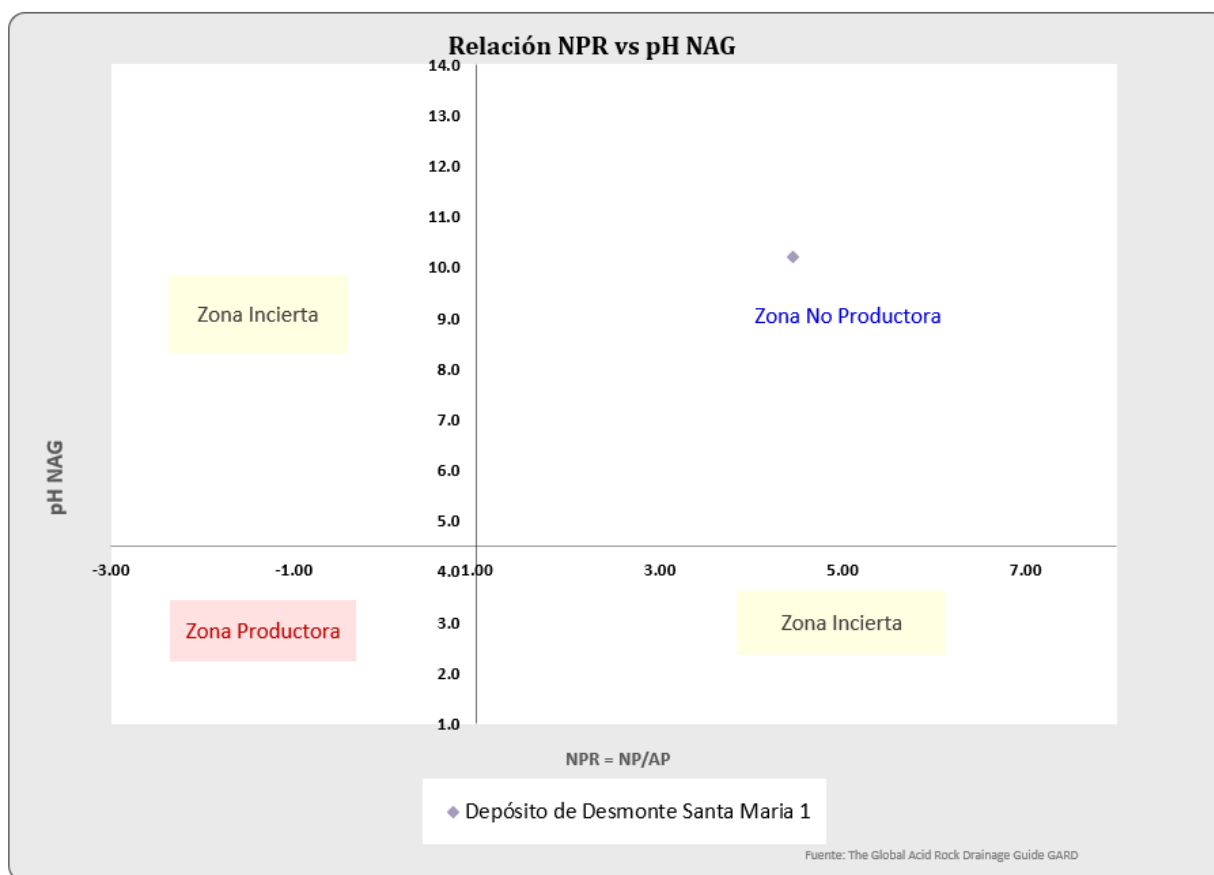 Relación NPR vs pH NAG
14.0
13.0
12.0
11.0
10.0
9.0
8.0
7.0
6.0
5.0
4.0
3.0
2.0
1.0
pH NAG
Zona Incierta
Zona No Productora
-3.00 -1.00 1.00 3.00 5.00 7.00
Zona Productora
Zona Incierta
NPR = NP/AP
Depósito de Desmonte Santa Maria 1
Fuente: The Global Acid Rock Drainage Guide GARD